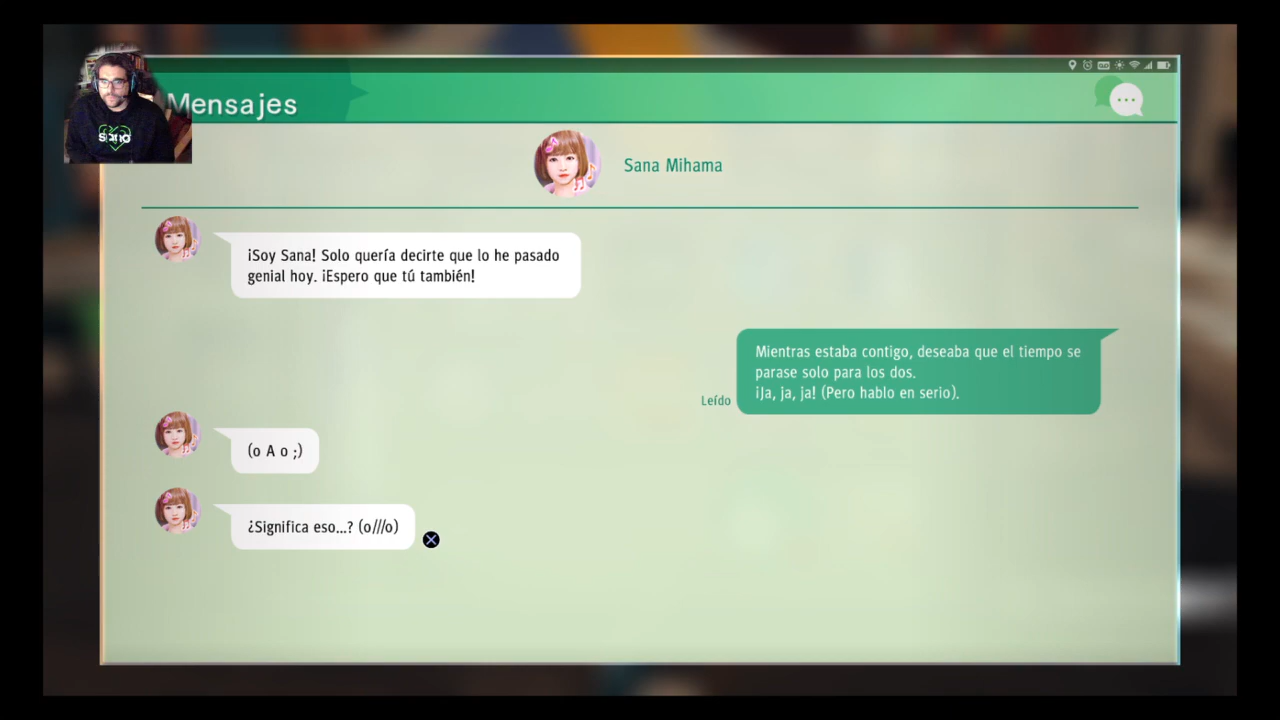 Mensajes
Sana Mihama
¡Soy Sana! Solo quería decirte que lo he pasado
genial hoy. ¡Espero que tú también!
Mientras estaba contigo, deseaba que el tiempo se
parase solo para los dos.
¡Ja, ja, ja! (Pero hablo en serio).
Leído
(o A o ;)
¿Significa eso...? (o///o)